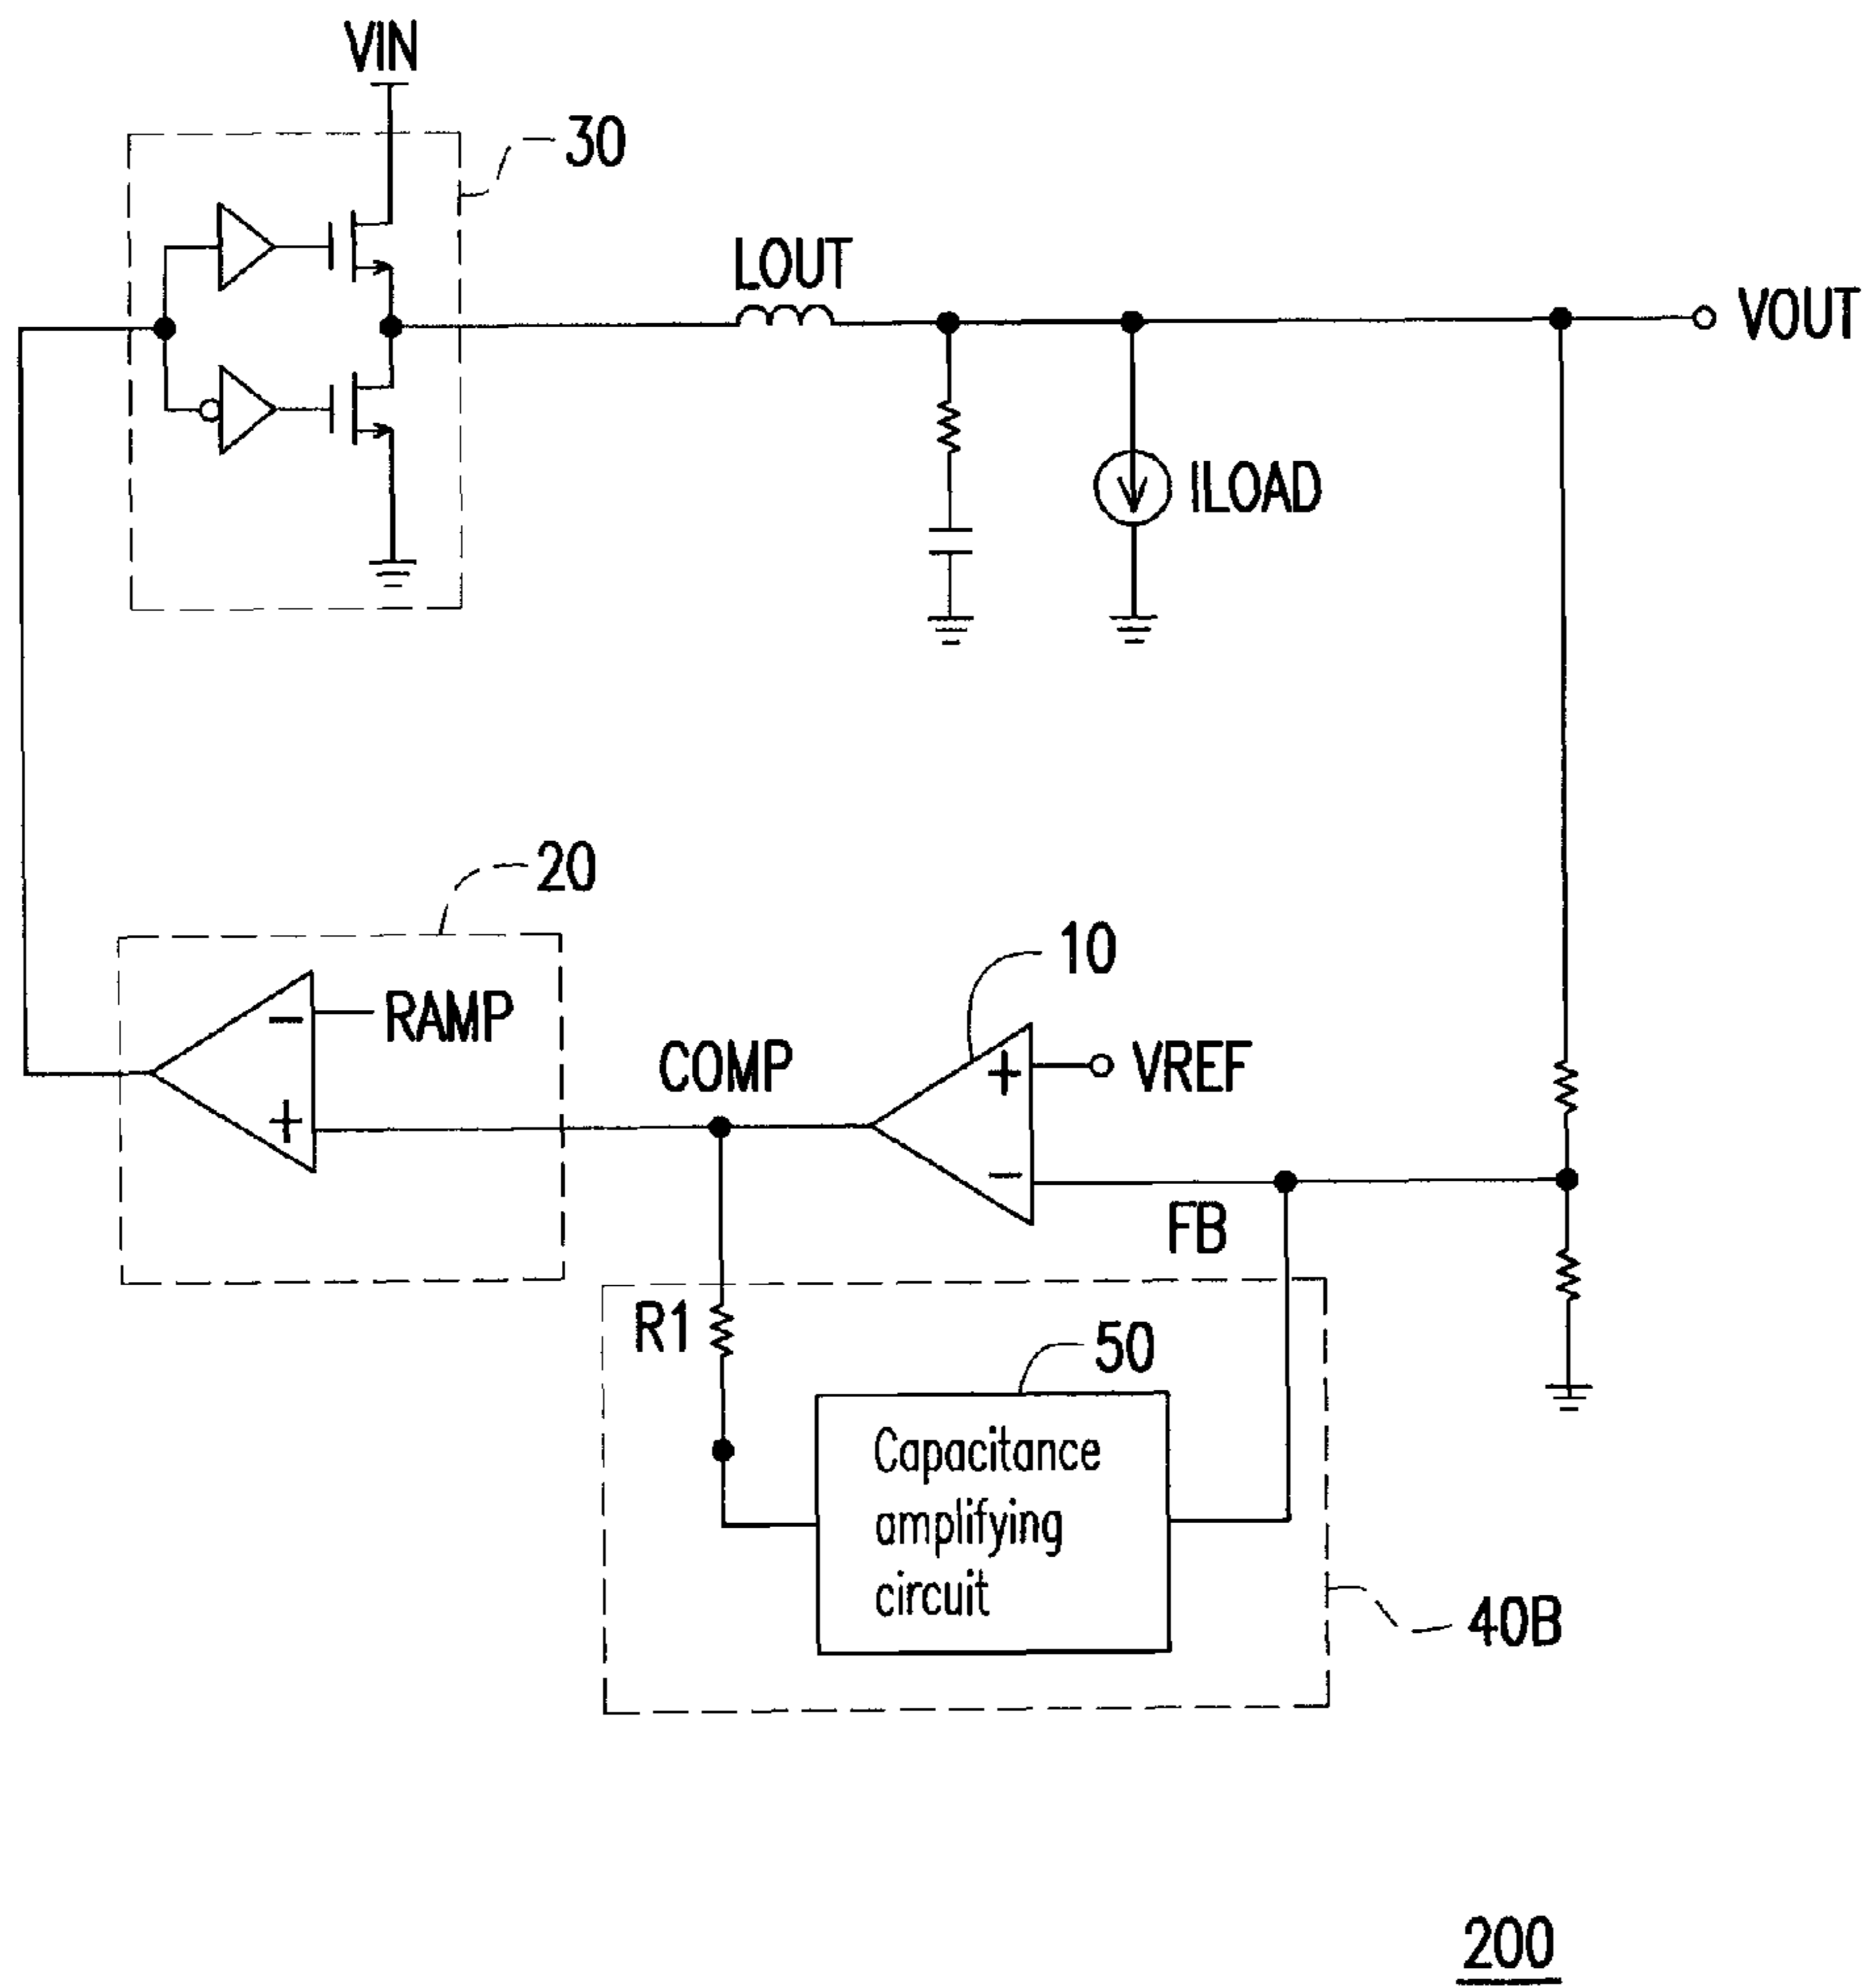 VIN
30
LOUT
VOUT
ILOAD
20
10
RAMP
−
+
COMP
+
VREF
−
FB
R1
50
Capacitance
amplifying
circuit
40B
200